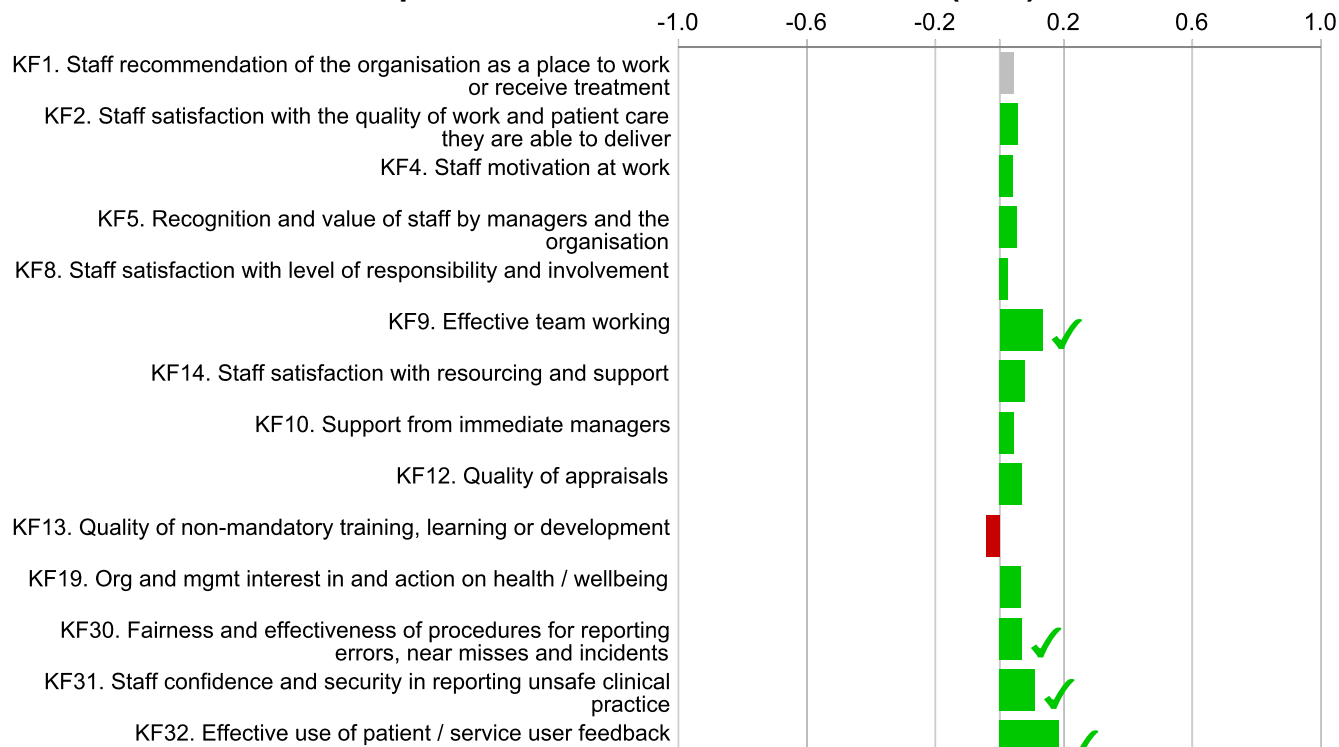 -1.0 -0.6 -0.2 0.2 0.6 1.0
KF1. Staff recommendation of the organisation as a place to work
or receive treatment
KF2. Staff satisfaction with the quality of work and patient care
they are able to deliver
KF4. Staff motivation at work
KF5. Recognition and value of staff by managers and the
organisation
KF8. Staff satisfaction with level of responsibility and involvement
KF9. Effective team working
KF14. Staff satisfaction with resourcing and support
KF10. Support from immediate managers
KF12. Quality of appraisals
KF13. Quality of non-mandatory training, learning or development
KF19. Org and mgmt interest in and action on health / wellbeing
KF30. Fairness and effectiveness of procedures for reporting
errors, near misses and incidents
KF31. Staff confidence and security in reporting unsafe clinical
practice
KF32. Effective use of patient / service user feedback